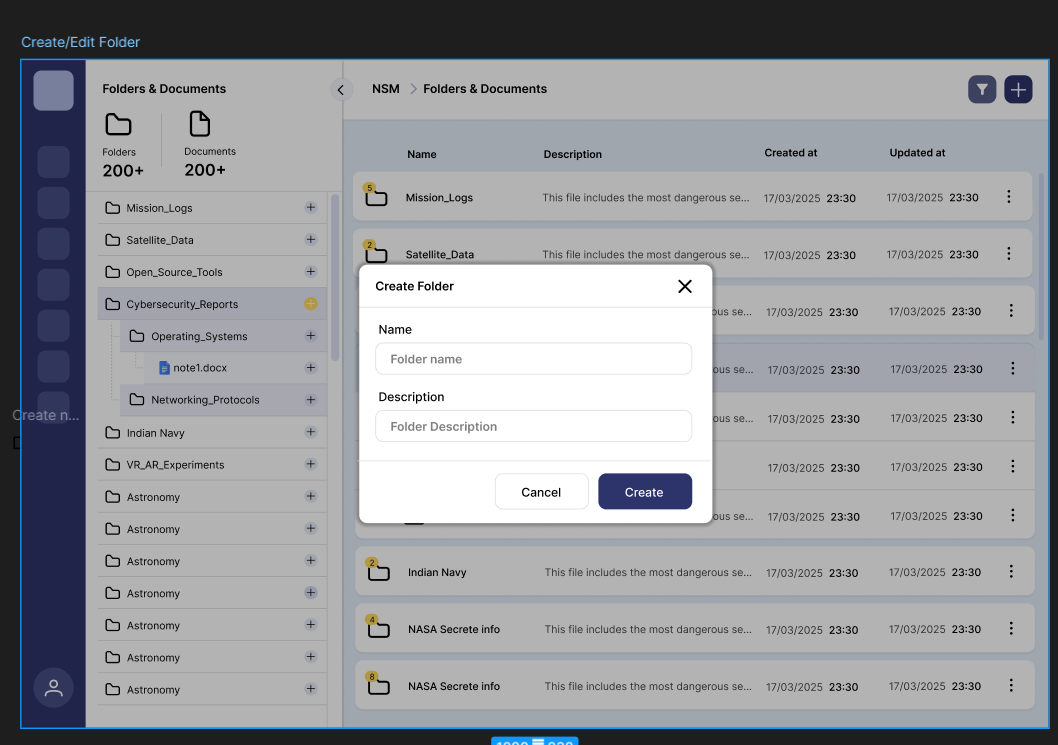 Create/Edit Folder
Folders & Documents
Folders
200+
Documents
200+
Mission_Logs
Satellite_Data
Open_Source_Tools
Cybersecurity_Reports
Operating_Systems
note1.docx
Networking_Protocols
Create n...
Indian Navy
VR_AR_Experiments
Astronomy
Astronomy
Astronomy
Astronomy
Astronomy
Astronomy
Astronomy
NSM > Folders & Documents
Name Description Created at Updated at
5 Mission_Logs This file includes the most dangerous se... 17/03/2025 23:30 17/03/2025 23:30
2 Satellite_Data This file includes the most dangerous se... 17/03/2025 23:30 17/03/2025 23:30
ous se... 17/03/2025 23:30 17/03/2025 23:30
ous se... 17/03/2025 23:30 17/03/2025 23:30
ous se... 17/03/2025 23:30 17/03/2025 23:30
17/03/2025 23:30 17/03/2025 23:30
ous se... 17/03/2025 23:30 17/03/2025 23:30
2 Indian Navy This file includes the most dangerous se... 17/03/2025 23:30 17/03/2025 23:30
4 NASA Secrete info This file includes the most dangerous se... 17/03/2025 23:30 17/03/2025 23:30
8 NASA Secrete info This file includes the most dangerous se... 17/03/2025 23:30 17/03/2025 23:30
Create Folder
Name
Folder name
Description
Folder Description
Cancel
Create